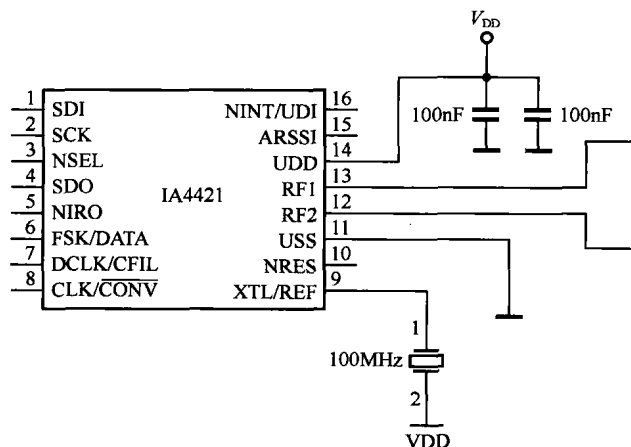 V_DD
100nF
100nF
IA4421
1 SDI
2 SCK
3 NSEL
4 SDO
5 NIRO
6 FSK/DATA
7 DCLK/CFIL
8 CLK/C̅O̅N̅V̅
NINT/UDI 16
ARSSI 15
UDD 14
RF1 13
RF2 12
USS 11
NRES 10
XTL/REF 9
1
100MHz
2
VDD